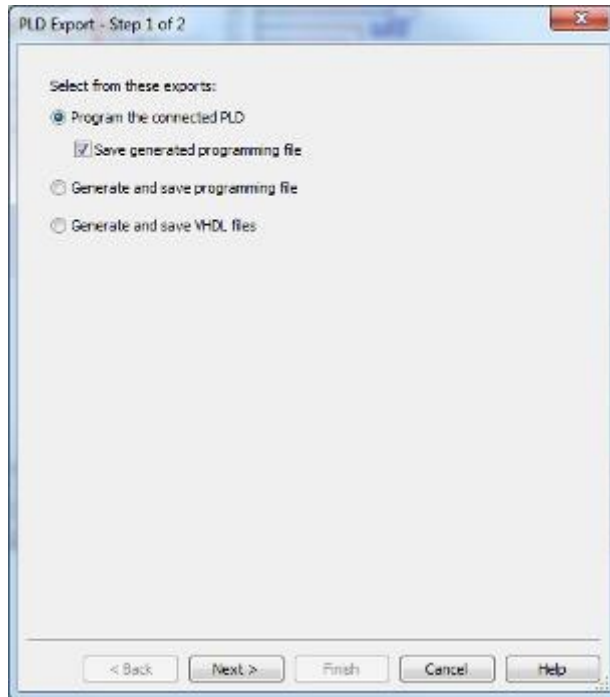 PLD Export - Step 1 of 2
Select from these exports:
Program the connected PLD
Save generated programming file
Generate and save programming file
Generate and save VHDL files
< Back Next > Finish Cancel Help